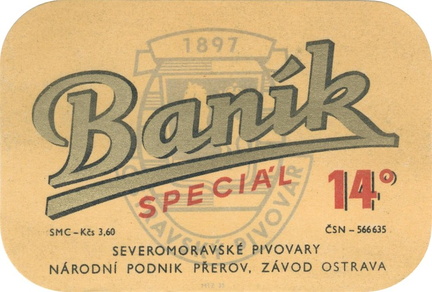 1897
Baník
SPECIÁL 14°
SMC – Kčs 3,60
ČSN – 566635
SEVEROMORAVSKÉ PIVOVARY
NÁRODNÍ PODNIK PŘEROV, ZÁVOD OSTRAVA